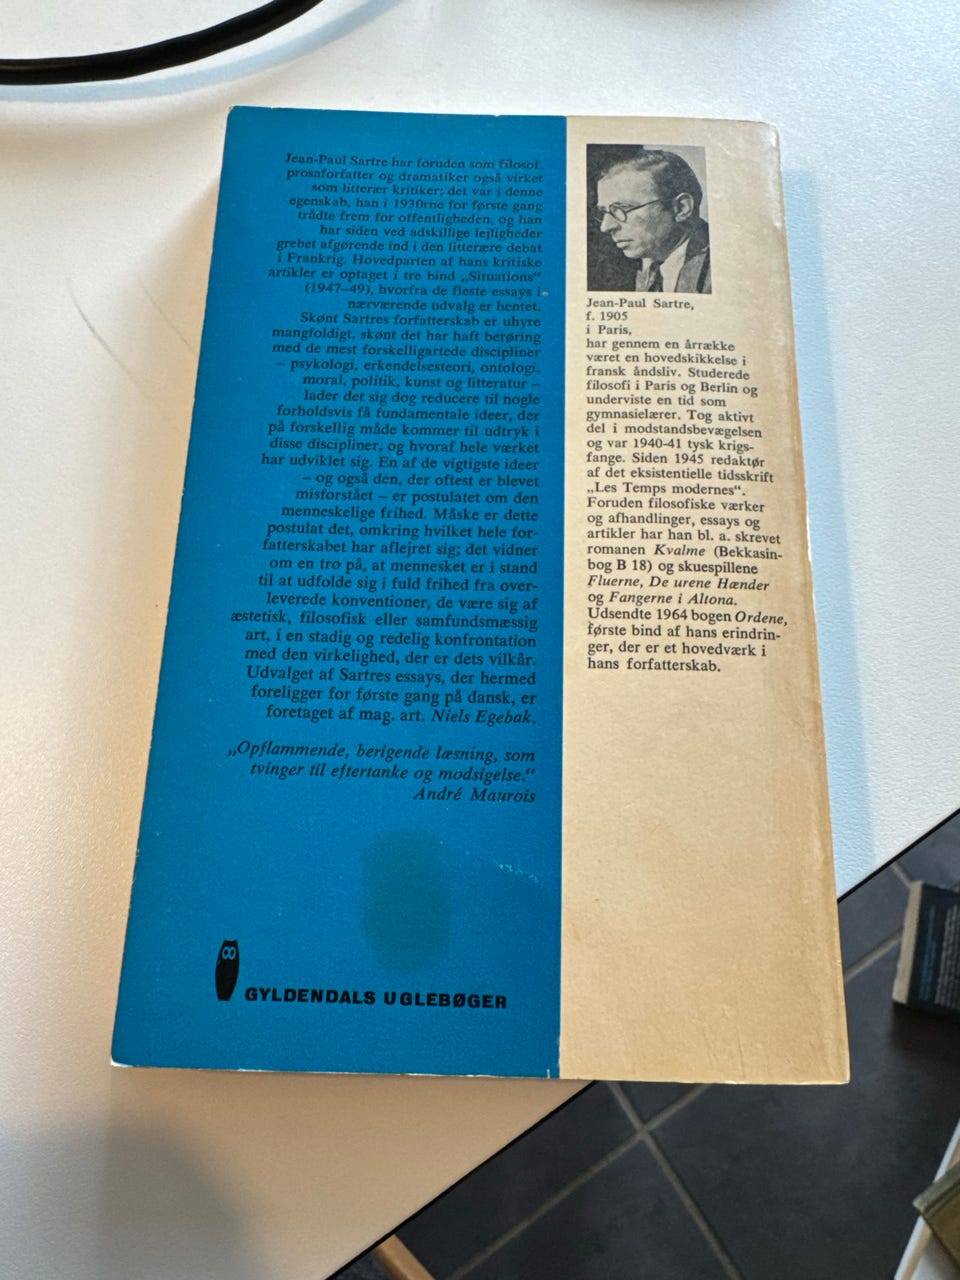 Jean-Paul Sartre har foruden som filosof,
prosaforfatter og dramatiker også virket
som litterær kritiker; det var i denne
egenskab, han i 1930rne for første gang
trådte frem for offentligheden, og han
har siden ved adskillige lejligheder
grebet afgørende ind i den litterære debat
i Frankrig. Hovedparten af hans kritiske
artikler er optaget i tre bind „Situations“
(1947-49), hvorfra de fleste essays i
nærværende udvalg er hentet.
Skønt Sartres forfatterskab er uhyre
mangfoldigt, skønt det har haft berøring
med de mest forskelligartede discipliner
– psykologi, erkendelsesteori, ontologi,
moral, politik, kunst og litteratur –
lader det sig dog reducere til nogle
forholdsvis få fundamentale ideer, der
på forskellig måde kommer til udtryk i
disse discipliner, og hvoraf hele værket
har udviklet sig. En af de vigtigste ideer
– og også den, der oftest er blevet
misforstået – er postulatet om den
menneskelige frihed. Måske er dette
postulat det, omkring hvilket hele for-
fatterskabet har aflejret sig; det vidner
om en tro på, at mennesket er i stand
til at udfolde sig i fuld frihed fra over-
leverede konventioner, de være sig af
æstetisk, filosofisk eller samfundsmæssig
art, i en stadig og redelig konfrontation
med den virkelighed, der er dets vilkår.
Udvalget af Sartres essays, der hermed
foreligger for første gang på dansk, er
foretaget af mag. art. Niels Egebak.
„Opflammende, berigende læsning, som
tvinger til eftertanke og modsigelse.“
André Maurois
GYLDENDALS UGLEBØGER
Jean-Paul Sartre,
f. 1905
i Paris,
har gennem en årrække
været en hovedskikkelse i
fransk åndsliv. Studerede
filosofi i Paris og Berlin og
underviste en tid som
gymnasielærer. Tog aktivt
del i modstandsbevægelsen
og var 1940-41 tysk krigs-
fange. Siden 1945 redaktør
af det eksistentielle tidsskrift
„Les Temps modernes“.
Foruden filosofiske værker
og afhandlinger, essays og
artikler har han bl. a. skrevet
romanen Kvalme (Bekkasin-
bog B 18) og skuespillene
Fluerne, De urene Hænder
og Fangerne i Altona.
Udsendte 1964 bogen Ordene,
første bind af hans erindrin-
ger, der er et hovedværk i
hans forfatterskab.